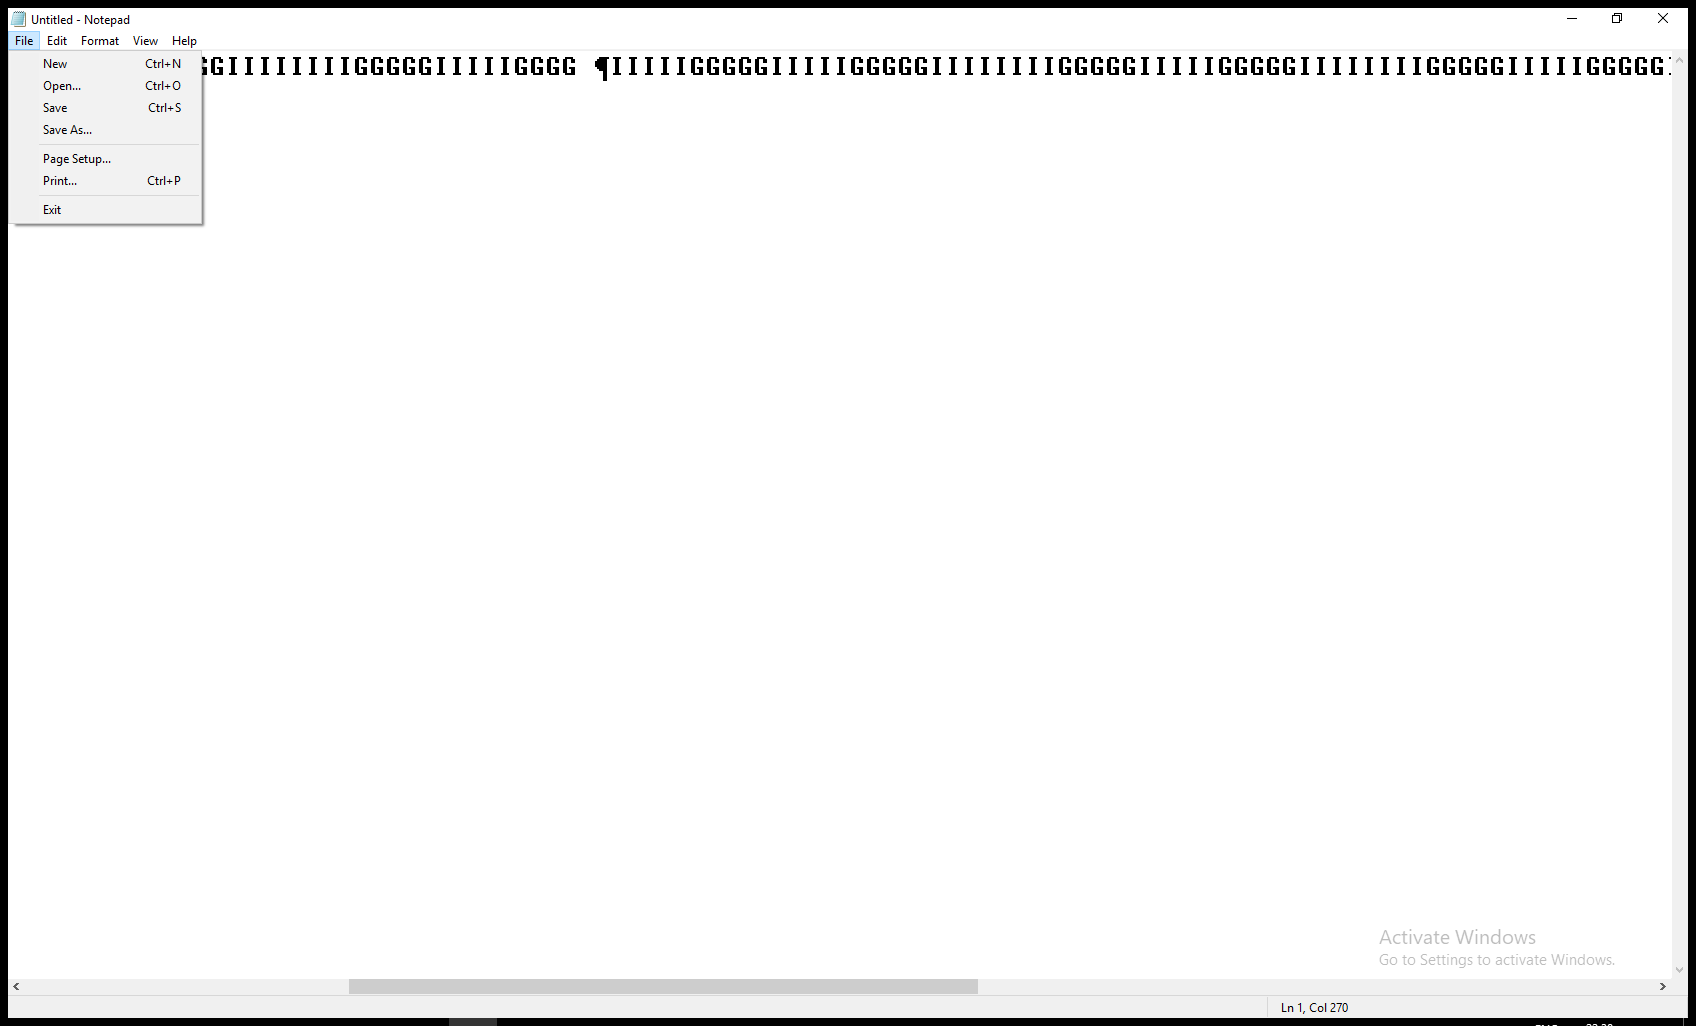 Untitled - Notepad
File Edit Format View Help
New Ctrl+N
Open... Ctrl+O
Save Ctrl+S
Save As...
Page Setup...
Print... Ctrl+P
Exit
GIIIIIIIIGGGGGIIIIIGGGG ¶IIIIIGGGGGIIIIIGGGGGIIIIIIIIGGGGGIIIIIGGGGGIIIIIIIIGGGGGIIIIIGGGGG
Activate Windows
Go to Settings to activate Windows.
Ln 1, Col 270